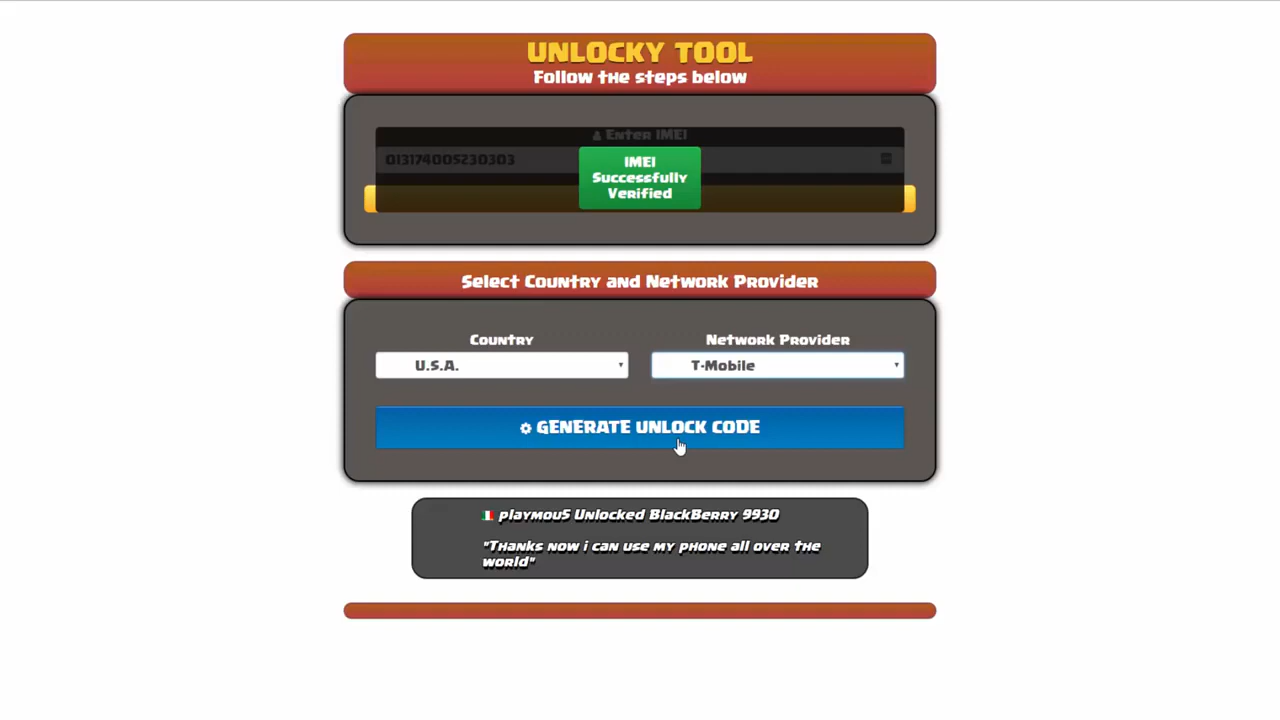 UNLOCKY TOOL
Follow the steps below
Enter IMEI
013174005230303
IMEI
Successfully
Verified
Select Country and Network Provider
Country
Network Provider
U.S.A.
T-Mobile
GENERATE UNLOCK CODE
playmou5 Unlocked BlackBerry 9930
"Thanks now i can use my phone all over the
world"